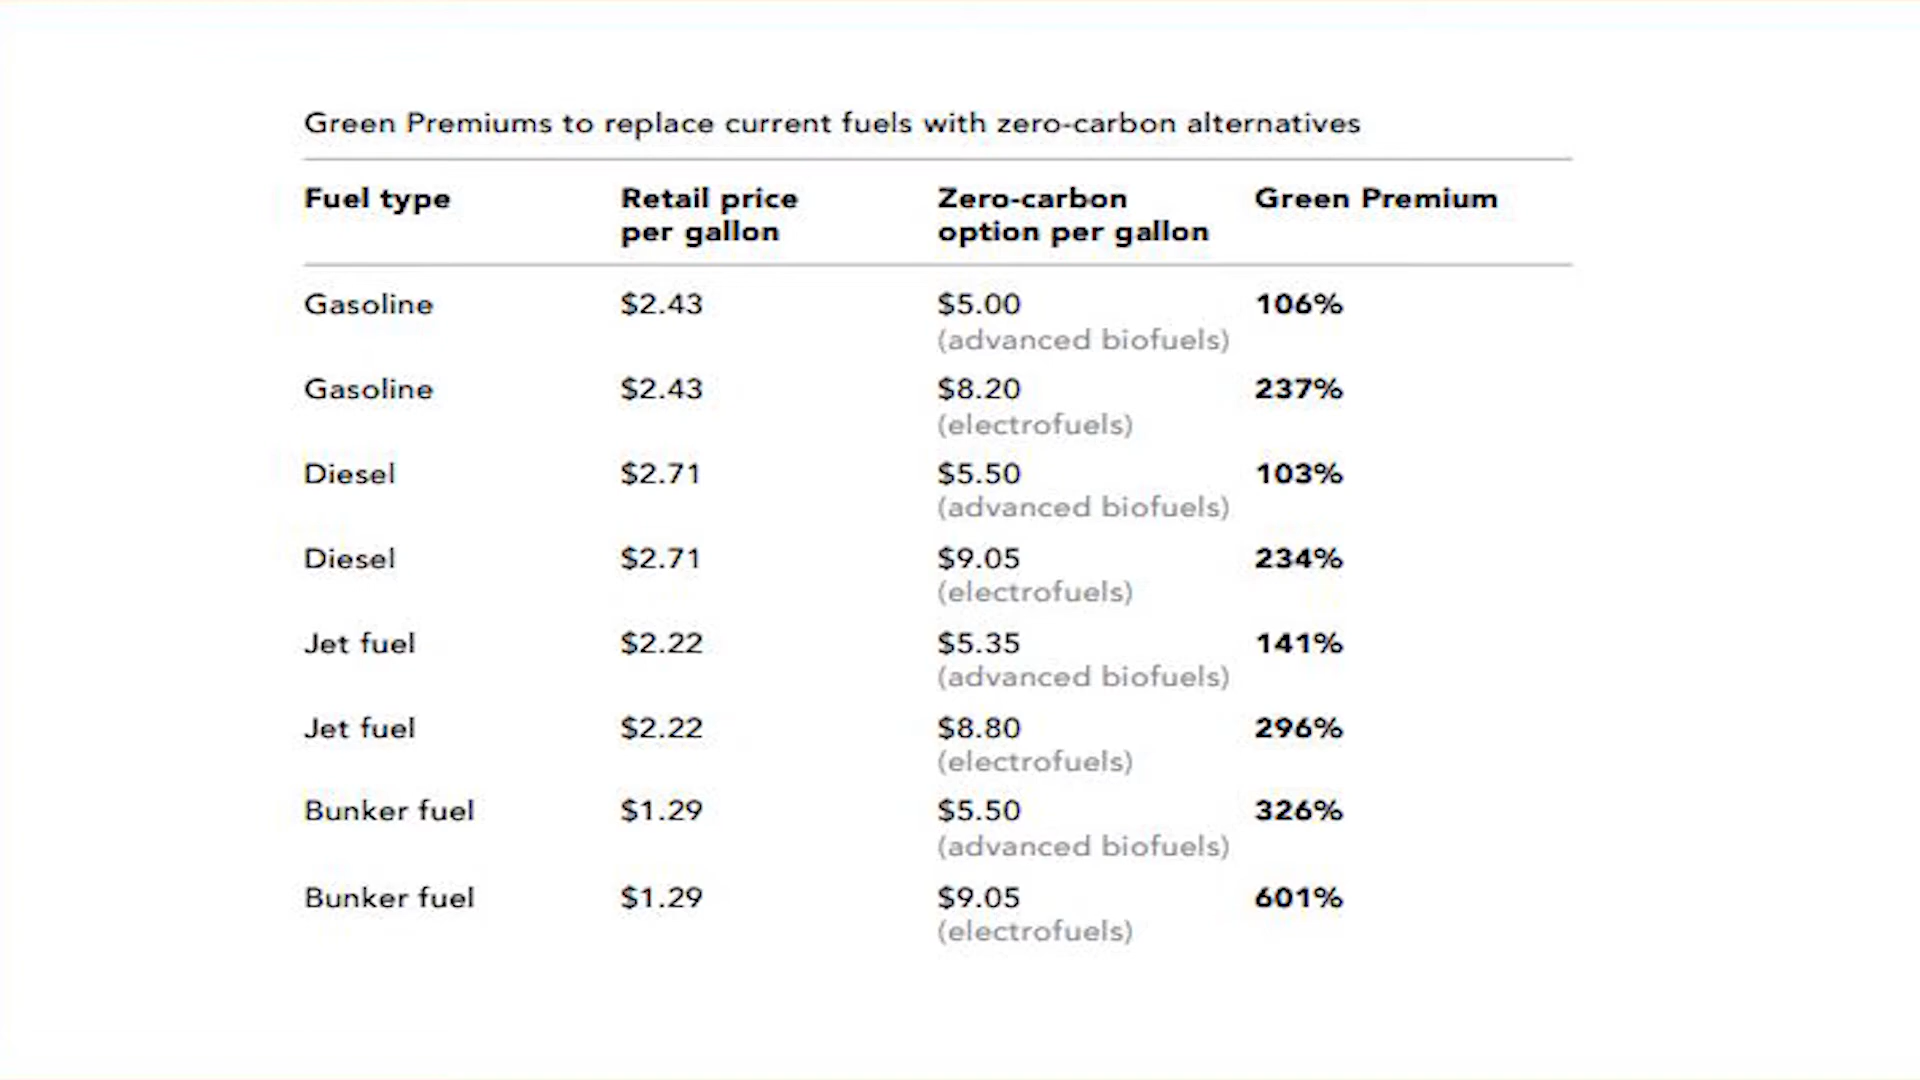 Green Premiums to replace current fuels with zero-carbon alternatives
Fuel type Retail price per gallon Zero-carbon option per gallon Green Premium
Gasoline $2.43 $5.00 106%
(advanced biofuels)
Gasoline $2.43 $8.20 237%
(electrofuels)
Diesel $2.71 $5.50 103%
(advanced biofuels)
Diesel $2.71 $9.05 234%
(electrofuels)
Jet fuel $2.22 $5.35 141%
(advanced biofuels)
Jet fuel $2.22 $8.80 296%
(electrofuels)
Bunker fuel $1.29 $5.50 326%
(advanced biofuels)
Bunker fuel $1.29 $9.05 601%
(electrofuels)